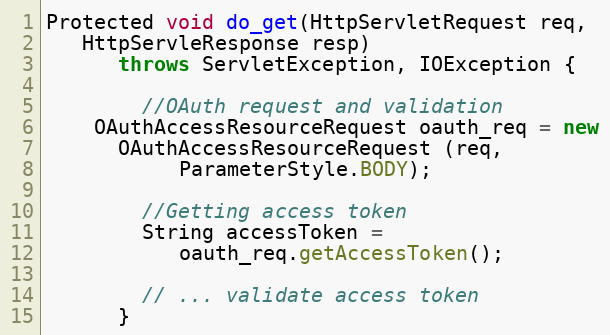 1 Protected void do_get(HttpServletRequest req,
2 HttpServleResponse resp)
3 throws ServletException, IOException {
4
5 //OAuth request and validation
6 OAuthAccessResourceRequest oauth_req = new
7 OAuthAccessResourceRequest (req,
8 ParameterStyle.BODY);
9
10 //Getting access token
11 String accessToken =
12 oauth_req.getAccessToken();
13
14 // ... validate access token
15 }